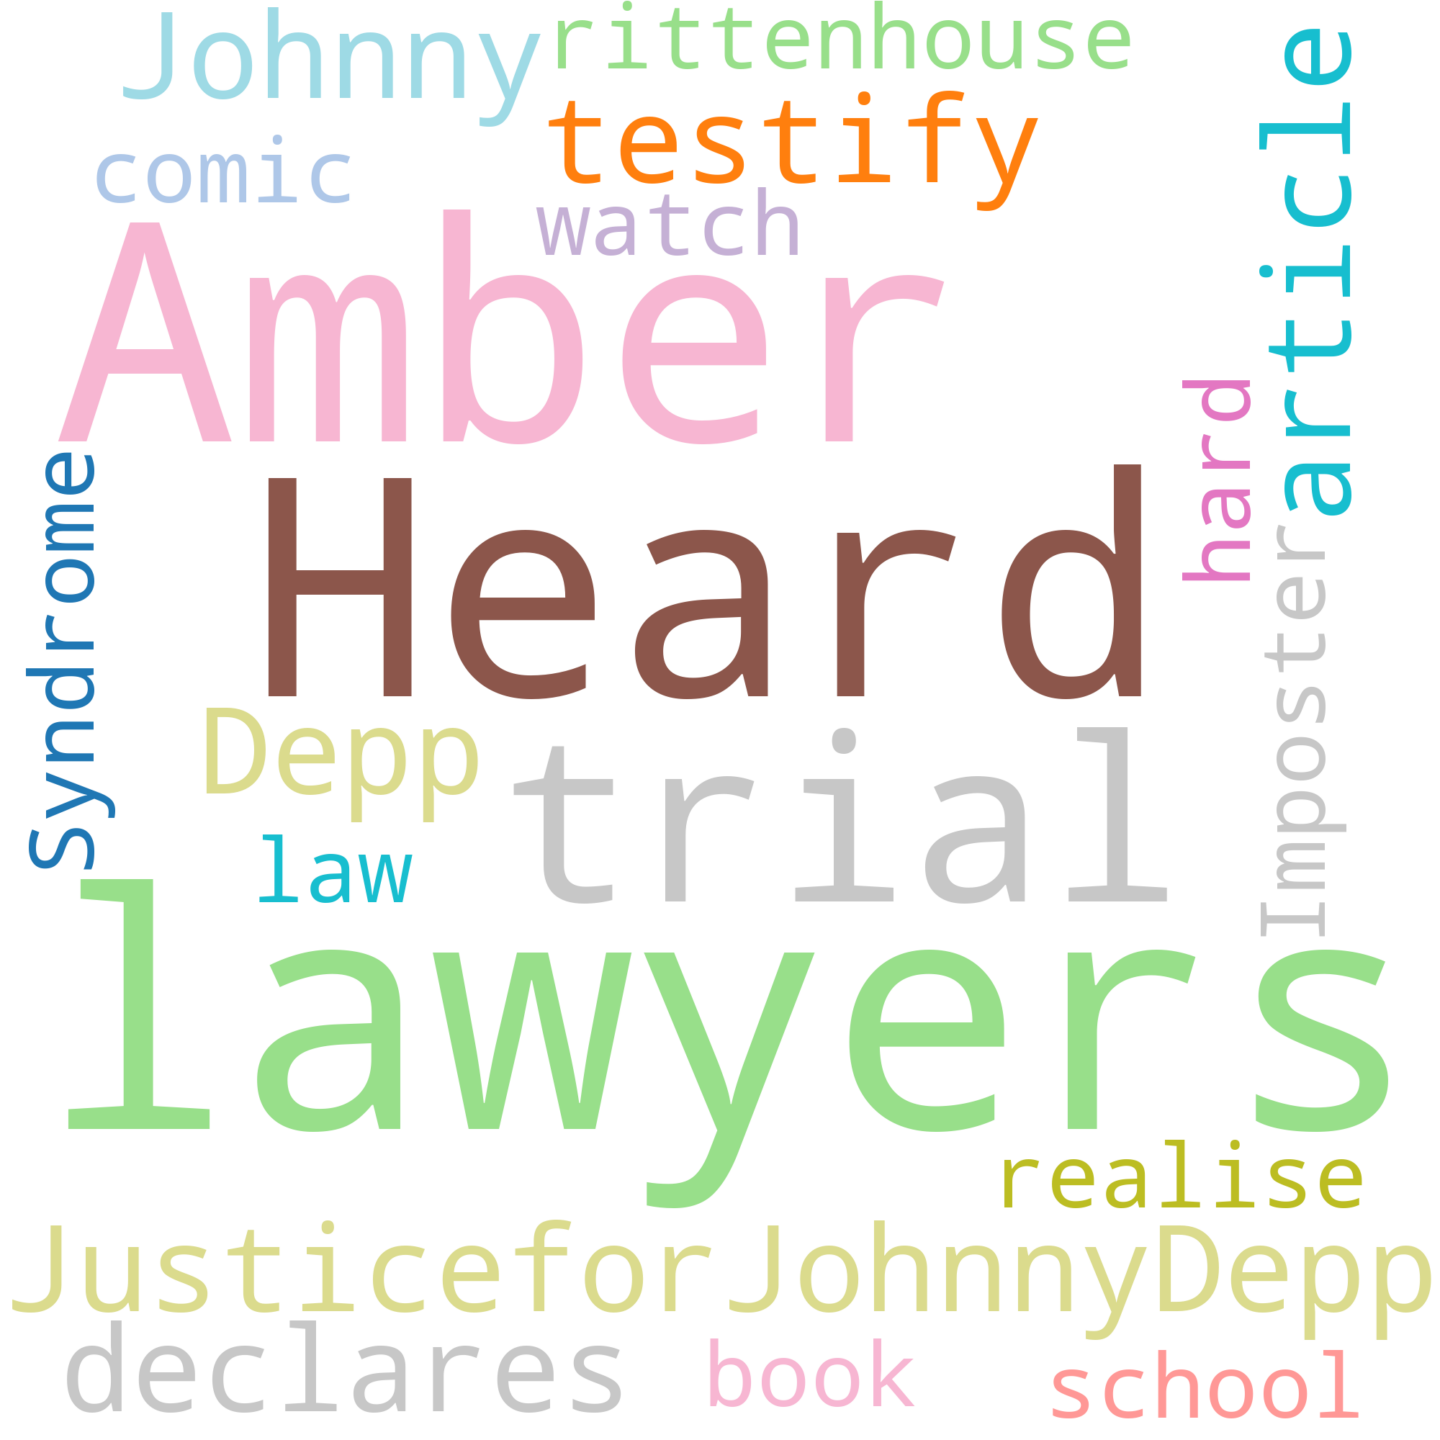 Johnny
rittenhouse
testify
comic
watch
article
Amber
hard
Heard
Syndrome
Imposter
Depp
trial
law
lawyers
realise
JusticeforJohnnyDepp
declares
book
school